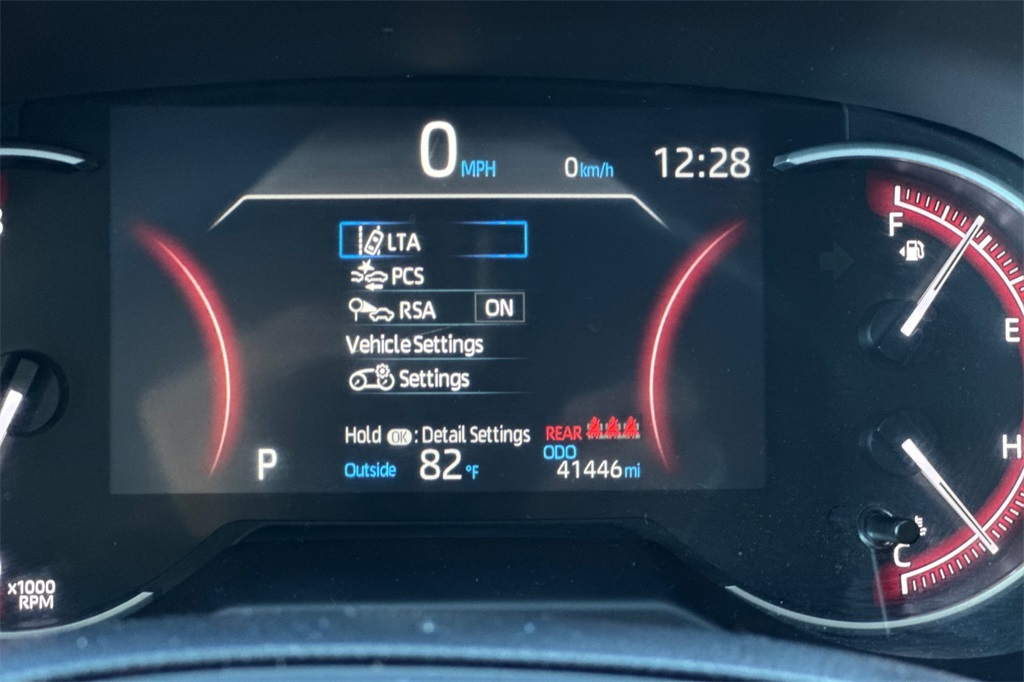 0 MPH 0 km/h 12:28
LTA
PCS
RSA ON
Vehicle Settings
Settings
Hold OK : Detail Settings REAR
ODO
P Outside 82 °F 41446 mi
F
E
H
C
x1000
RPM